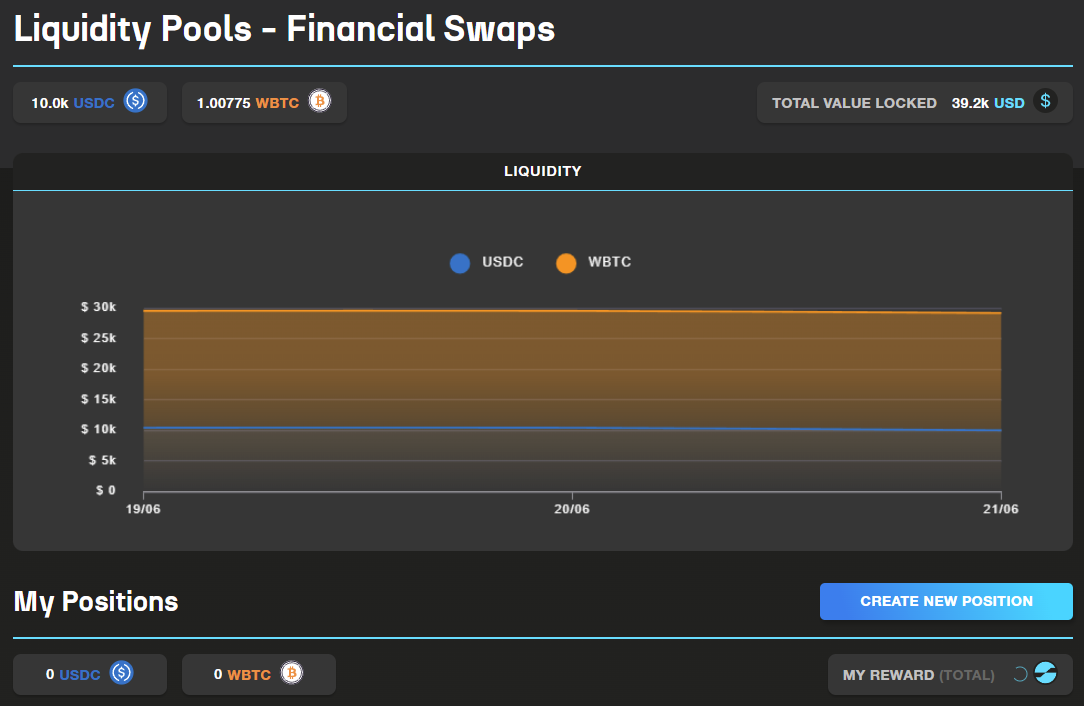 Liquidity Pools - Financial Swaps
10.0k USDC 1.00775 WBTC TOTAL VALUE LOCKED 39.2k USD $
LIQUIDITY
USDC WBTC
$ 30k
$ 25k
$ 20k
$ 15k
$ 10k
$ 5k
$ 0
19/06 20/06 21/06
My Positions CREATE NEW POSITION
0 USDC 0 WBTC MY REWARD (TOTAL)